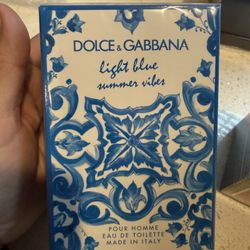 DOLCE & GABBANA
light blue
summer vibes
POUR HOMME
EAU DE TOILETTE
MADE IN ITALY